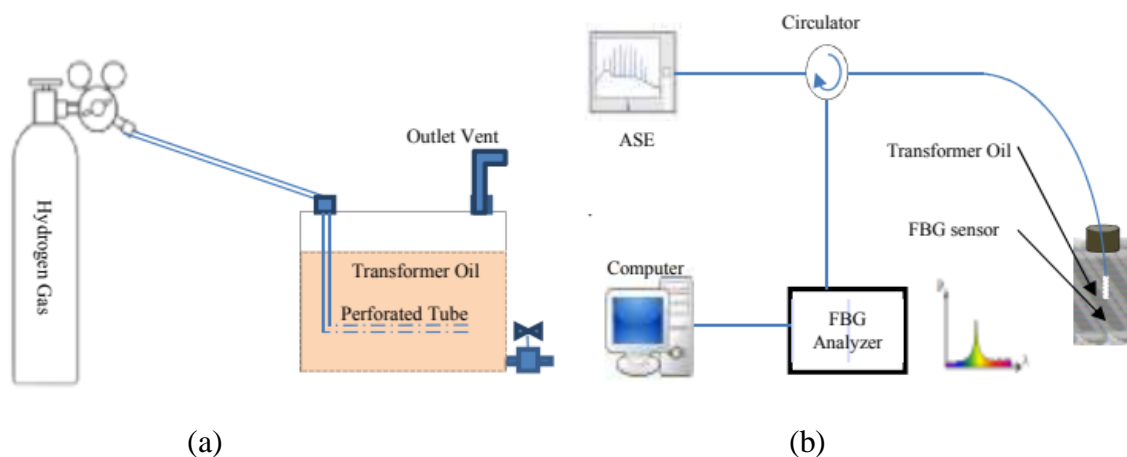 Hydrogen Gas
Outlet Vent
Transformer Oil
Perforated Tube
(a)
Circulator
ASE
Transformer Oil
FBG sensor
Computer
FBG
Analyzer
P
λ
(b)